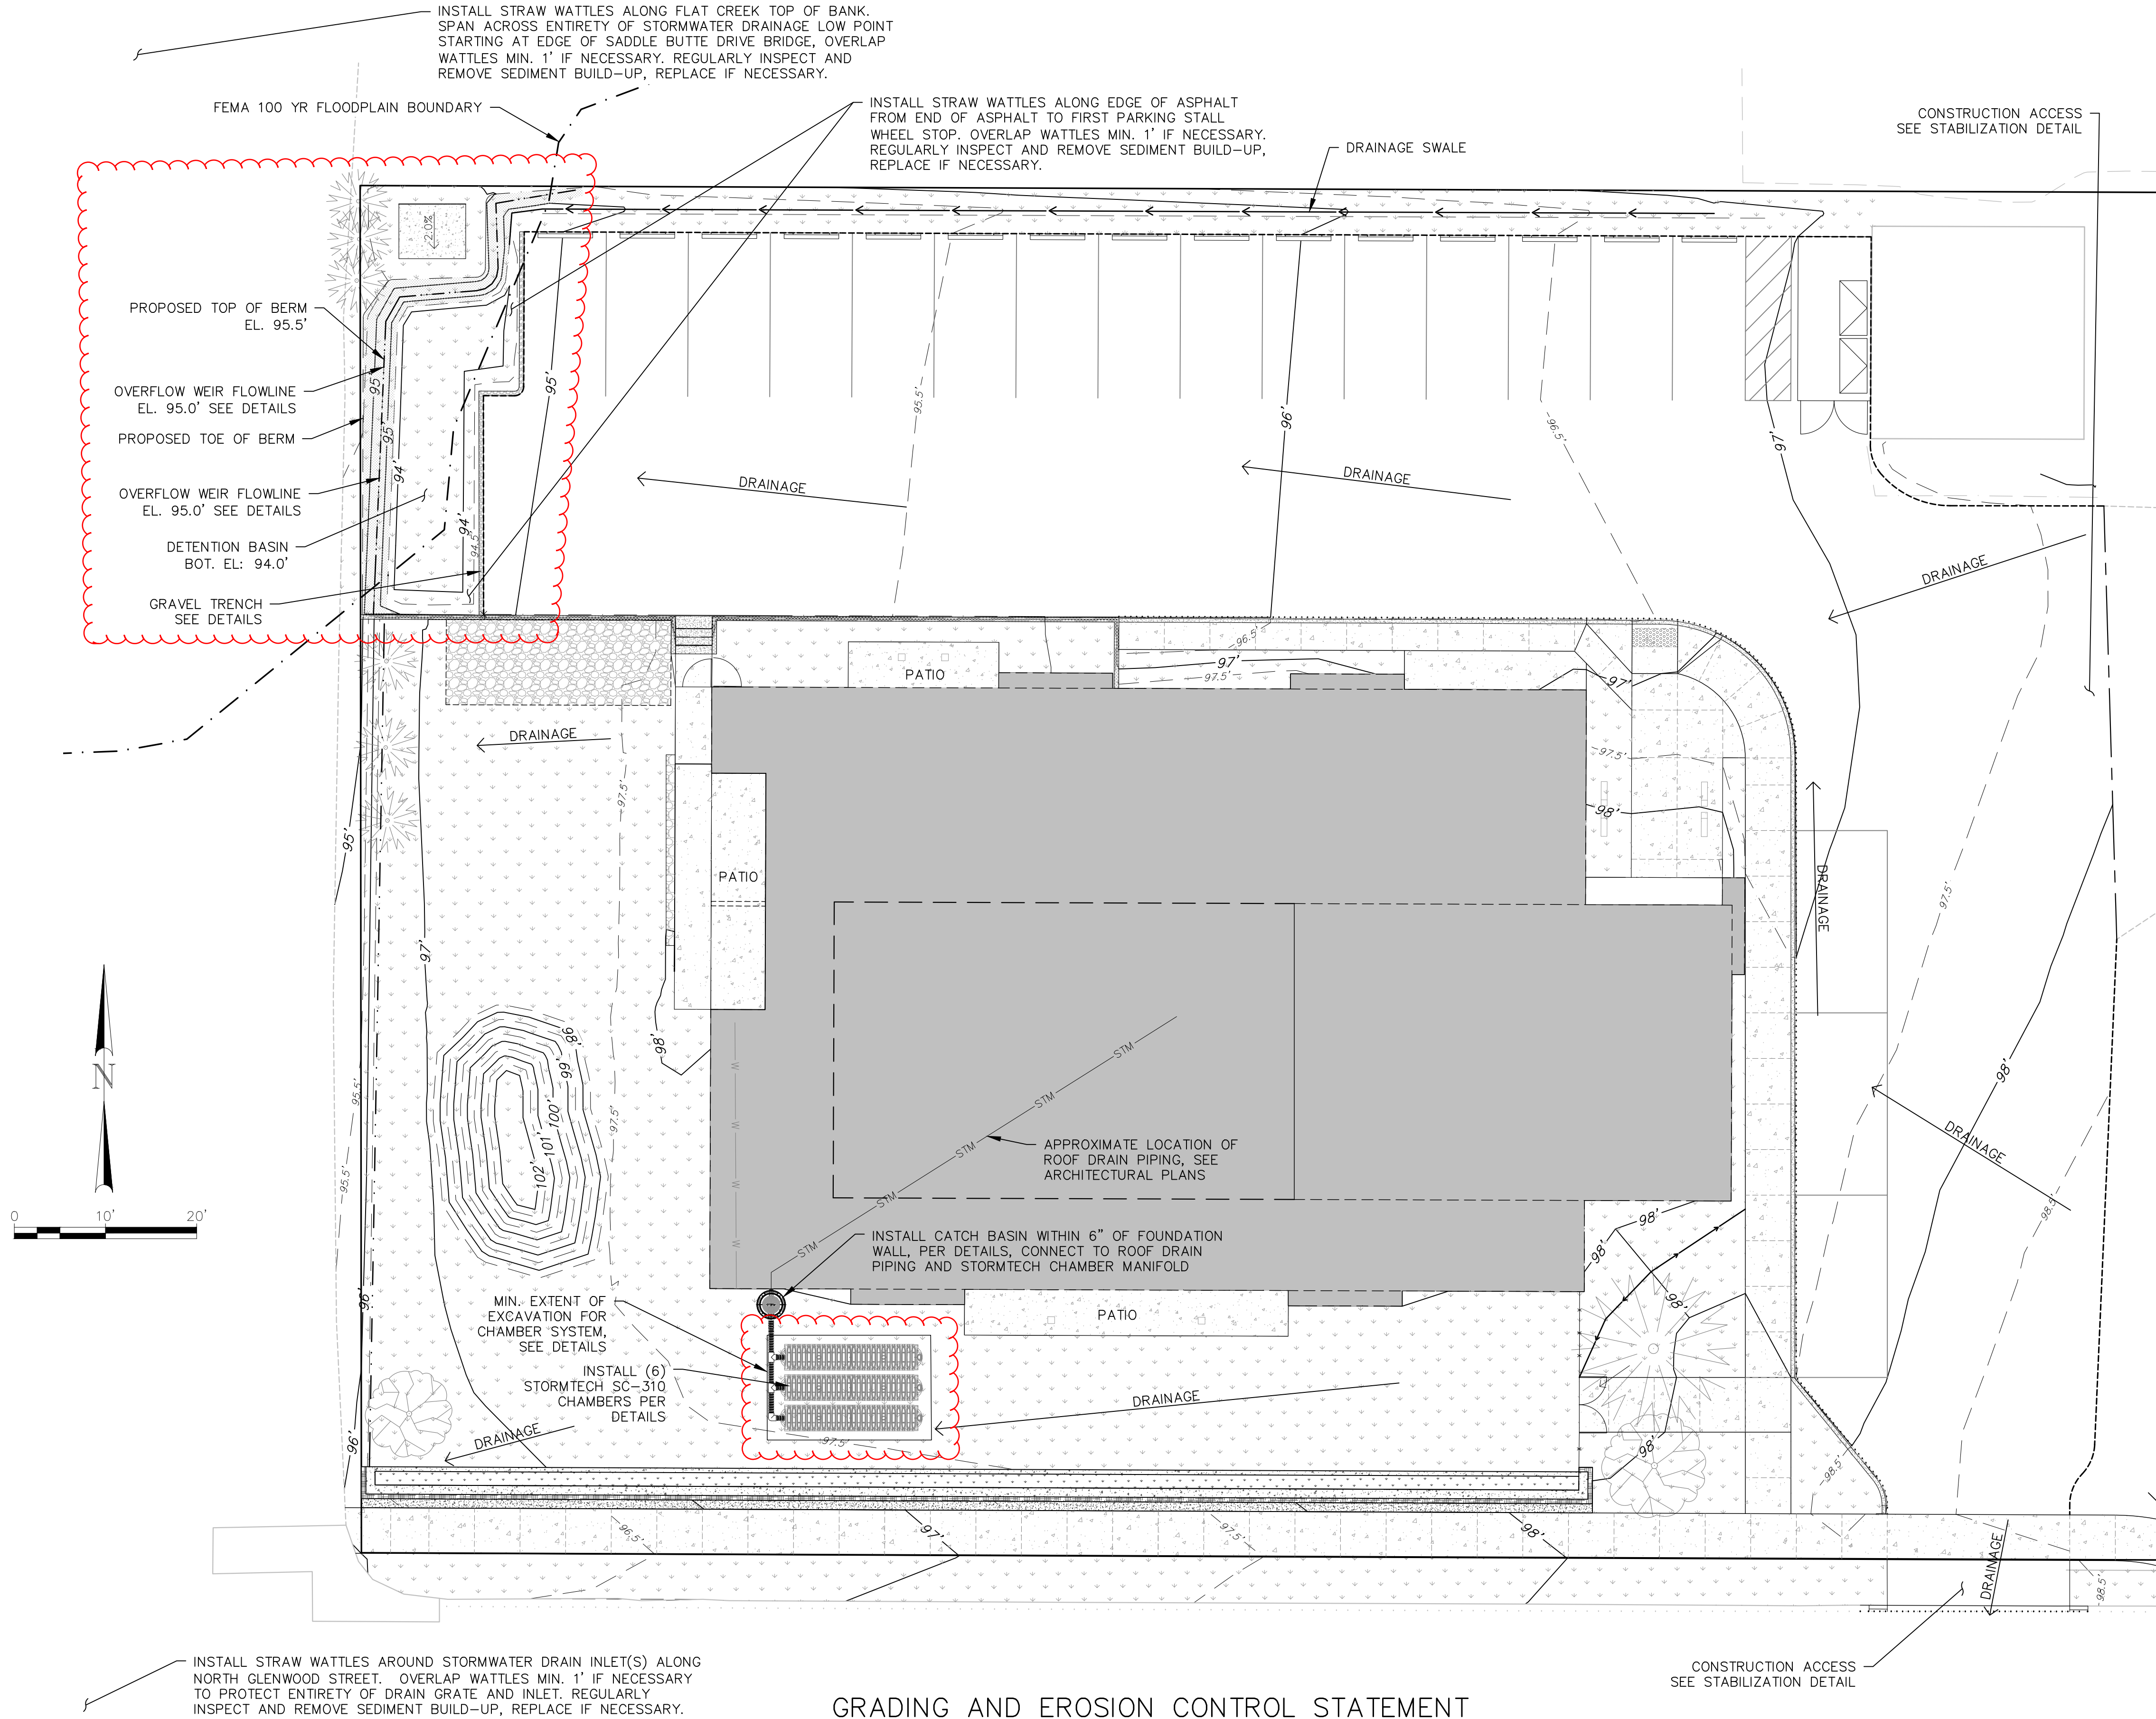 INSTALL STRAW WATTLES ALONG FLAT CREEK TOP OF BANK.
SPAN ACROSS ENTIRETY OF STORMWATER DRAINAGE LOW POINT
STARTING AT EDGE OF SADDLE BUTTE DRIVE BRIDGE, OVERLAP
WATTLES MIN. 1' IF NECESSARY. REGULARLY INSPECT AND
REMOVE SEDIMENT BUILD-UP, REPLACE IF NECESSARY.
FEMA 100 YR FLOODPLAIN BOUNDARY
INSTALL STRAW WATTLES ALONG EDGE OF ASPHALT
FROM END OF ASPHALT TO FIRST PARKING STALL
WHEEL STOP. OVERLAP WATTLES MIN. 1' IF NECESSARY.
REGULARLY INSPECT AND REMOVE SEDIMENT BUILD-UP,
REPLACE IF NECESSARY.
DRAINAGE SWALE
CONSTRUCTION ACCESS
SEE STABILIZATION DETAIL
2.0%
PROPOSED TOP OF BERM
EL. 95.5'
OVERFLOW WEIR FLOWLINE
EL. 95.0' SEE DETAILS
PROPOSED TOE OF BERM
OVERFLOW WEIR FLOWLINE
EL. 95.0' SEE DETAILS
DETENTION BASIN
BOT. EL: 94.0'
GRAVEL TRENCH
SEE DETAILS
95'
95'
94'
94'
94.5'
95'
95.5'
96'
96.5'
97'
DRAINAGE
DRAINAGE
DRAINAGE
96.5'
97'
97.5'
PATIO
97'
97.5'
98'
DRAINAGE
97.5'
95'
PATIO
DRAINAGE
97.5'
97'
98'
98'
98'
99'
100'
101'
102'
97.5'
95.5'
95.5'
N
0
10'
20'
W
W
W
STM
STM
STM
STM
STM
APPROXIMATE LOCATION OF
ROOF DRAIN PIPING, SEE
ARCHITECTURAL PLANS
DRAINAGE
98.5'
INSTALL CATCH BASIN WITHIN 6" OF FOUNDATION
WALL, PER DETAILS, CONNECT TO ROOF DRAIN
PIPING AND STORMTECH CHAMBER MANIFOLD
98'
98'
98'
96'
MIN. EXTENT OF
EXCAVATION FOR
CHAMBER SYSTEM,
SEE DETAILS
PATIO
INSTALL (6)
STORMTECH SC-310
CHAMBERS PER
DETAILS
DRAINAGE
DRAINAGE
97.5'
96'
98'
98.5'
96.5'
97'
97.5'
98'
DRAINAGE
98.5'
INSTALL STRAW WATTLES AROUND STORMWATER DRAIN INLET(S) ALONG
NORTH GLENWOOD STREET. OVERLAP WATTLES MIN. 1' IF NECESSARY
TO PROTECT ENTIRETY OF DRAIN GRATE AND INLET. REGULARLY
INSPECT AND REMOVE SEDIMENT BUILD-UP, REPLACE IF NECESSARY.
CONSTRUCTION ACCESS
SEE STABILIZATION DETAIL
GRADING AND EROSION CONTROL STATEMENT